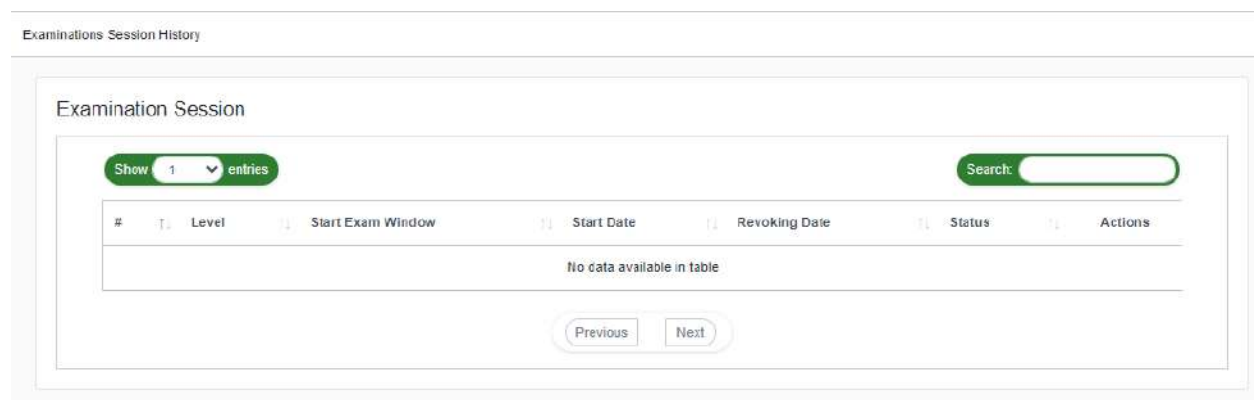 Examinations Session History
Examination Session
Show 1 entries Search:
# Level Start Exam Window Start Date Revoking Date Status Actions
No data available in table
Previous Next